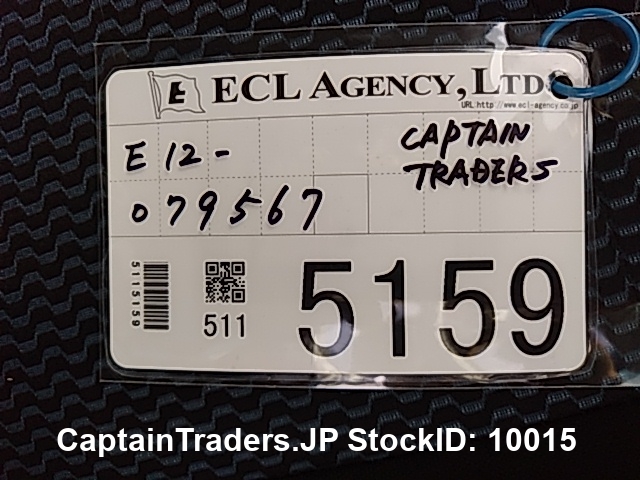 E ECL AGENCY, LTD.
URL http://www.ecl-agency.co.jp
E12-
CAPTAIN
TRADERS
079567
5115159
511
5159
CaptainTraders.JP StockID: 10015